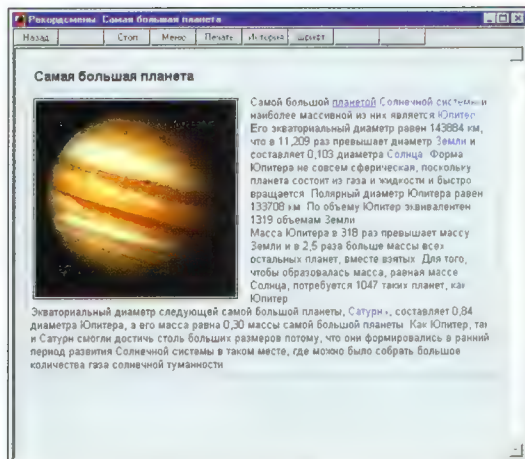 Рекордсмены: Самая большая планета
Назад Стоп Меню Печать История Шрифт
Самая большая планета
Самой большой планетой Солнечной системы и
наиболее массивной из них является Юпитер
Его экваториальный диаметр равен 143884 км,
что в 11,209 раз превышает диаметр Земли и
составляет 0,103 диаметра Солнца. Форма
Юпитера не совсем сферическая, поскольку
планета состоит из газа и жидкости и быстро
вращается. Полярный диаметр Юпитера равен
133708 км. По объему Юпитер эквивалентен
1319 объемам Земли
Масса Юпитера в 318 раз превышает массу
Земли и в 2,5 раза больше массы всех
остальных планет, вместе взятых. Для того,
чтобы образовалась масса, равная массе
Солнца, потребуется 1047 таких планет, как
Юпитер
Экваториальный диаметр следующей самой большой планеты, Сатурн, составляет 0,84
диаметра Юпитера, а его масса равна 0,30 массы самой большой планеты. Как Юпитер, так
и Сатурн смогли достичь столь больших размеров потому, что они формировались в ранний
период развития Солнечной системы в таком месте, где можно было собрать большое
количества газа солнечной туманности